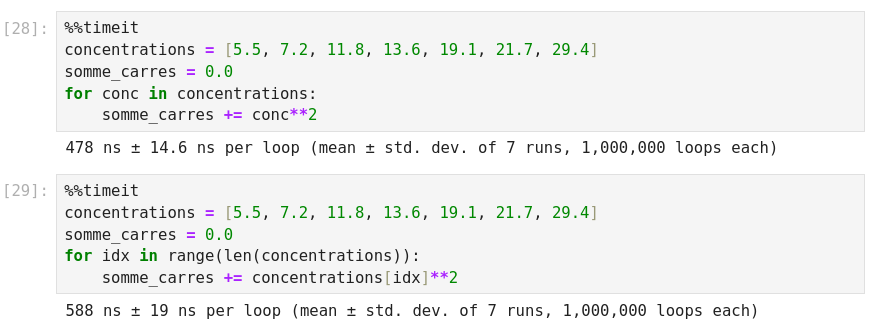 [28]: %%timeit
concentrations = [5.5, 7.2, 11.8, 13.6, 19.1, 21.7, 29.4]
somme_carres = 0.0
for conc in concentrations:
    somme_carres += conc**2
478 ns ± 14.6 ns per loop (mean ± std. dev. of 7 runs, 1,000,000 loops each)
[29]: %%timeit
concentrations = [5.5, 7.2, 11.8, 13.6, 19.1, 21.7, 29.4]
somme_carres = 0.0
for idx in range(len(concentrations)):
    somme_carres += concentrations[idx]**2
588 ns ± 19 ns per loop (mean ± std. dev. of 7 runs, 1,000,000 loops each)